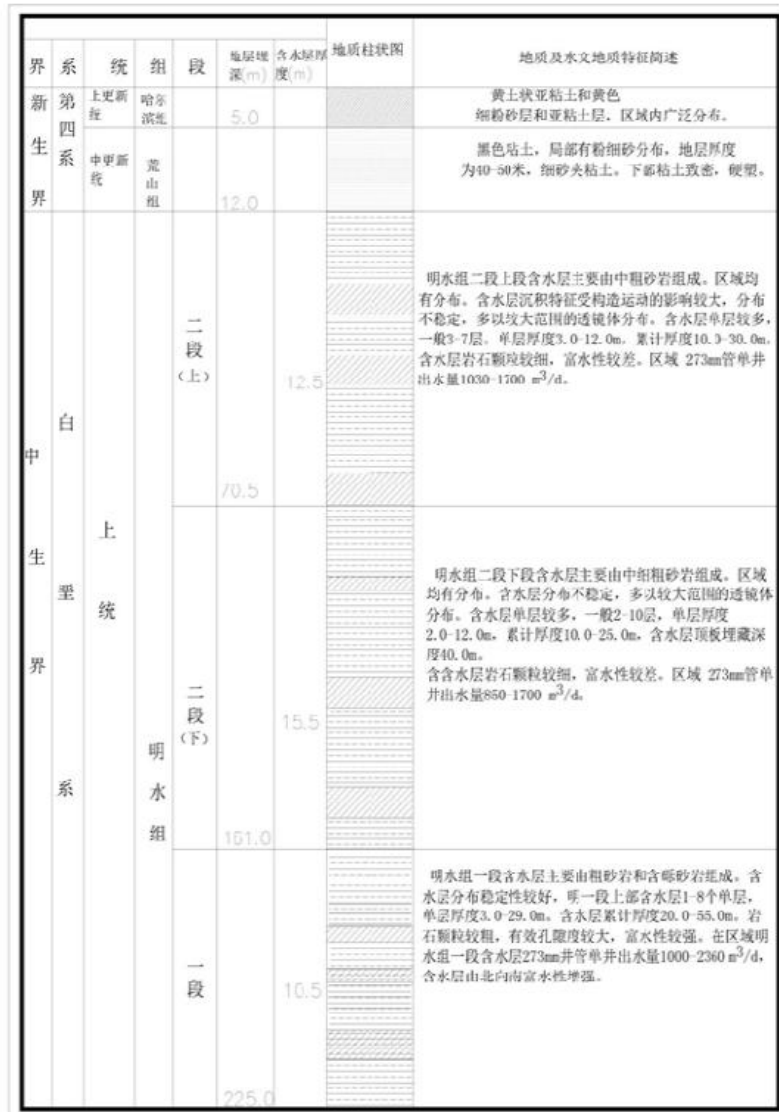 界 系 统 组 段 地层埋深(m) 含水层厚度(m) 地质柱状图 地质及水文地质特征简述
新生界 第四系 上更新统 哈尔滨组 5.0
黄土状亚粘土和黄色
细粉砂层和亚粘土层、区域内广泛分布。
中更新统 荒山组 12.0
黑色粘土，局部有粉细砂分布，地层厚度
为40-50米，细砂夹粘土。下部粘土致密，硬塑。
中生界 白垩系 上统 明水组
二段（上） 70.5 12.5
明水组二段上段含水层主要由中粗砂岩组成。区域均
有分布。含水层沉积特征受构造运动的影响较大，分布
不稳定，多以较大范围的透镜体分布。含水层单层较多，
一般3-7层，单层厚度3.0-12.0m，累计厚度10.0-30.0m，
含水层岩石颗粒较细，富水性较差。区域 273mm管单井
出水量1030-1700 m³/d。
二段（下） 161.0 15.5
明水组二段下段含水层主要由中细粗砂岩组成。区域
均有分布。含水层分布不稳定，多以较大范围的透镜体
分布。含水层单层较多，一般2-10层，单层厚度
2.0-12.0m，累计厚度10.0-25.0m，含水层顶板埋藏深
度40.0m。
含含水层岩石颗粒较细，富水性较差。区域 273mm管单
井出水量850-1700 m³/d。
一段 225.0 10.5
明水组一段含水层主要由粗砂岩和含砾砂岩组成。含
水层分布稳定性较好，明一段上部含水层1-8个单层，
单层厚度3.0-29.0m。含水层累计厚度20.0-55.0m。岩
石颗粒较粗，有效孔隙度较大，富水性较强。在区域明
水组一段含水层273mm井管单井出水量1000-2360 m³/d，
含水层由北向南富水性增强。